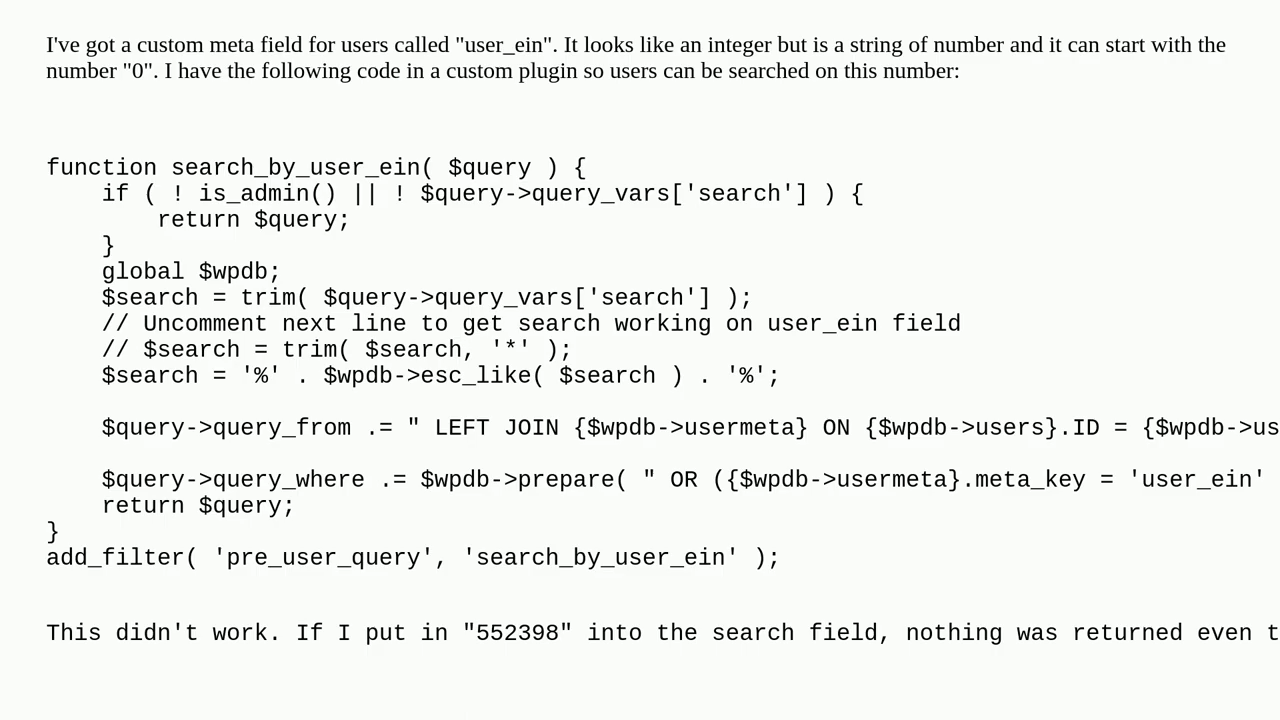 I've got a custom meta field for users called "user_ein". It looks like an integer but is a string of number and it can start with the
number "0". I have the following code in a custom plugin so users can be searched on this number:
function search_by_user_ein( $query ) {
    if ( ! is_admin() || ! $query->query_vars['search'] ) {
        return $query;
    }
    global $wpdb;
    $search = trim( $query->query_vars['search'] );
    // Uncomment next line to get search working on user_ein field
    // $search = trim( $search, '*' );
    $search = '%' . $wpdb->esc_like( $search ) . '%';
    $query->query_from .= " LEFT JOIN {$wpdb->usermeta} ON {$wpdb->users}.ID = {$wpdb->us
    $query->query_where .= $wpdb->prepare( " OR ({$wpdb->usermeta}.meta_key = 'user_ein'
    return $query;
}
add_filter( 'pre_user_query', 'search_by_user_ein' );
This didn't work. If I put in "552398" into the search field, nothing was returned even t